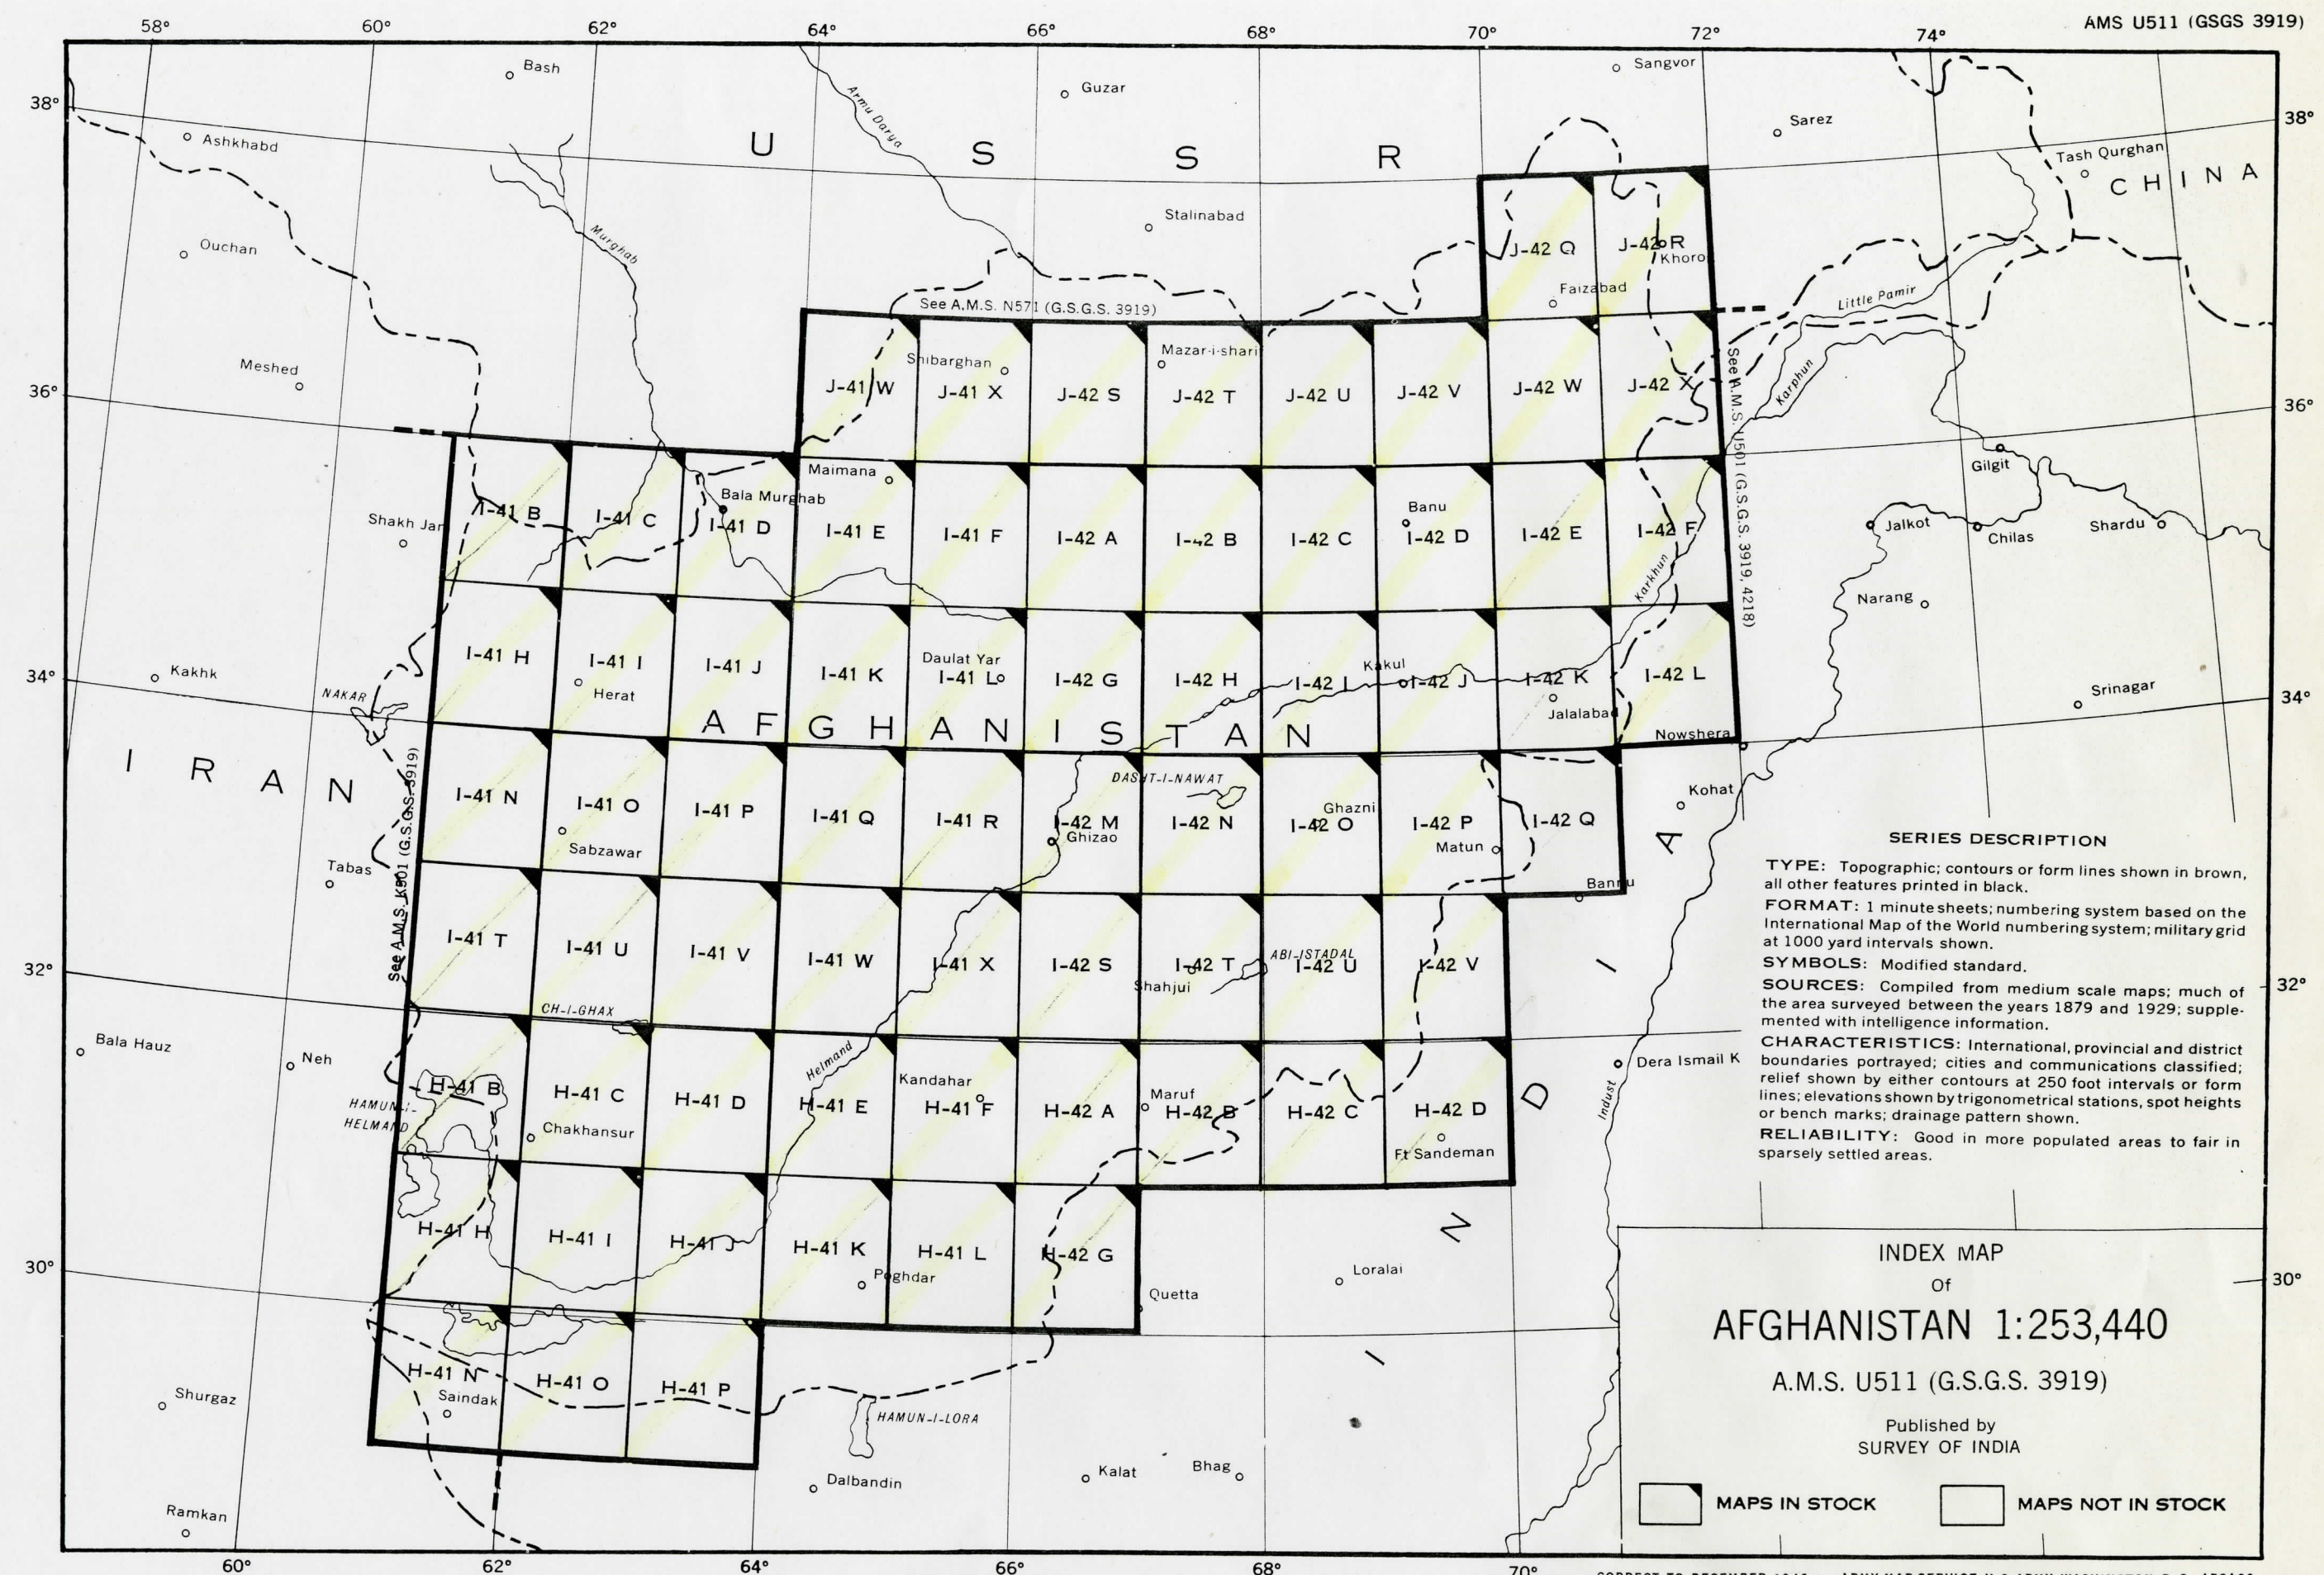 AMS U511 (GSGS 3919)
58° 60° 62° 64° 66° 68° 70° 72° 74°
Bash
Sangvor
Guzar
38°
Armu Darya
Sarez
38°
Ashkhabd
U S S R
Tash Qurghan
CHINA
Stalinabad
Murghab
Ouchan
J-42 Q
J-42 R
Khoro
Faizabad
Little Pamir
See A.M.S. N571 (G.S.G.S. 3919)
Meshed
Shibarghan
Mazar-i-shari
J-41 W
J-41 X
J-42 S
J-42 T
J-42 U
J-42 V
J-42 W
J-42 X
Karphun
See A.M.S. U501 (G.S.G.S. 3919, 4218)
36°
36°
Maimana
Gilgit
Bala Murghab
Banu
Shakh Jan
I-41 B
I-41 C
I-41 D
I-41 E
I-41 F
I-42 A
I-42 B
I-42 C
I-42 D
I-42 E
I-42 F
Jalkot
Chilas
Shardu
Karkhun
Narang
I-41 H
I-41 I
I-41 J
I-41 K
Daulat Yar
I-41 L
I-42 G
I-42 H
I-42 I
Kakul
I-42 J
I-42 K
I-42 L
34°
Kakhk
Herat
Jalalabad
34°
Srinagar
NAKAR
AFGHANISTAN
Nowshera
IRAN
See A.M.S. K501 (G.S.G.S. 3919)
DASHT-I-NAWAT
Kohat
I-41 N
I-41 O
I-41 P
I-41 Q
I-41 R
I-42 M
I-42 N
Ghazni
I-42 O
I-42 P
I-42 Q
Ghizao
Sabzawar
Matun
Tabas
Bannu
INDIA
I-41 T
I-41 U
I-41 V
I-41 W
I-41 X
I-42 S
I-42 T
ABI-ISTADAL
I-42 U
I-42 V
Shahjui
32°
32°
CH-I-GHAX
Bala Hauz
Neh
Helmand
Dera Ismail K
Indust
H-41 B
H-41 C
H-41 D
H-41 E
Kandahar
H-41 F
H-42 A
Maruf
H-42 B
H-42 C
H-42 D
HAMUN-I-
HELMAND
Chakhansur
Ft Sandeman
H-41 H
H-41 I
H-41 J
H-41 K
H-41 L
H-42 G
30°
Poghdar
Quetta
Loralai
30°
H-41 N
H-41 O
H-41 P
Saindak
Shurgaz
HAMUN-I-LORA
Dalbandin
Kalat
Bhag
Ramkan
60° 62° 64° 66° 68° 70°
SERIES DESCRIPTION
TYPE: Topographic; contours or form lines shown in brown,
all other features printed in black.
FORMAT: 1 minute sheets; numbering system based on the
International Map of the World numbering system; military grid
at 1000 yard intervals shown.
SYMBOLS: Modified standard.
SOURCES: Compiled from medium scale maps; much of
the area surveyed between the years 1879 and 1929; supple-
mented with intelligence information.
CHARACTERISTICS: International, provincial and district
boundaries portrayed; cities and communications classified;
relief shown by either contours at 250 foot intervals or form
lines; elevations shown by trigonometrical stations, spot heights
or bench marks; drainage pattern shown.
RELIABILITY: Good in more populated areas to fair in
sparsely settled areas.
INDEX MAP
Of
AFGHANISTAN 1:253,440
A.M.S. U511 (G.S.G.S. 3919)
Published by
SURVEY OF INDIA
MAPS IN STOCK
MAPS NOT IN STOCK